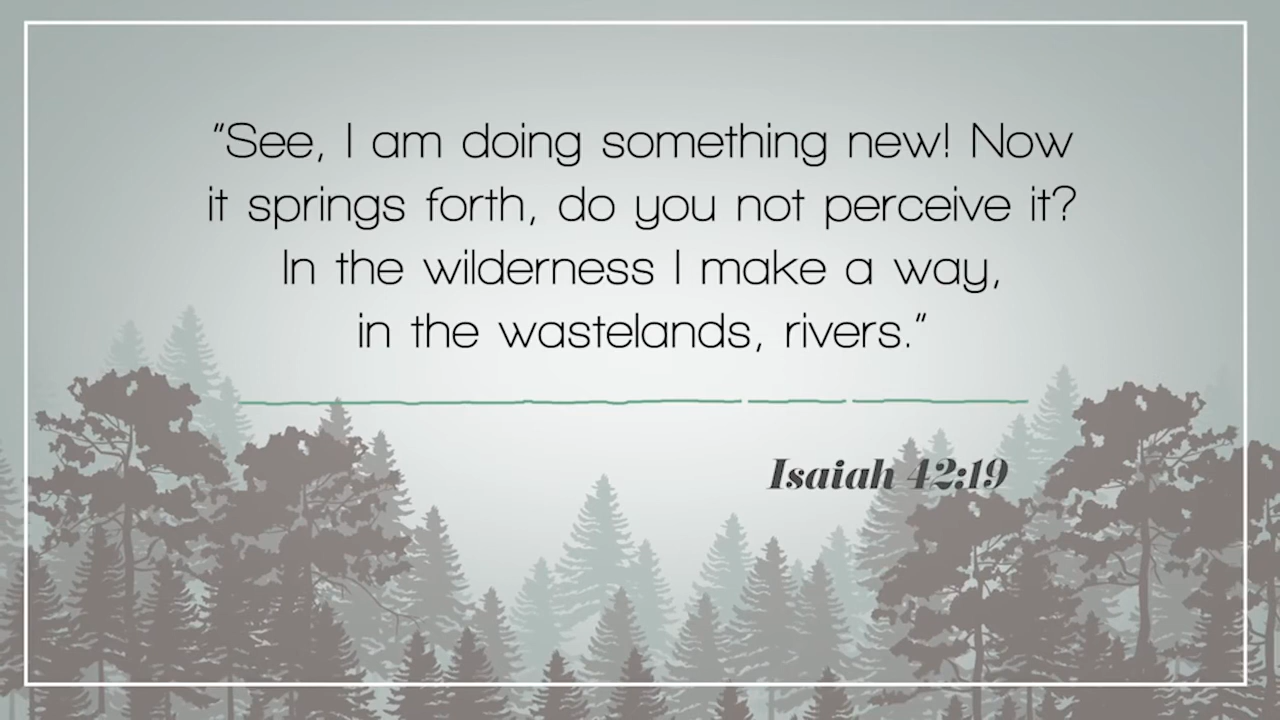 "See, I am doing something new! Now
it springs forth, do you not perceive it?
In the wilderness I make a way,
in the wastelands, rivers."
Isaiah 42:19